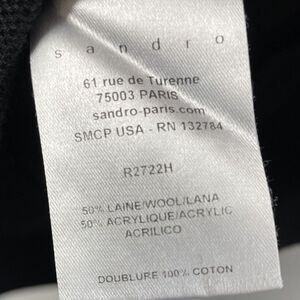 sandro
61 rue de Turenne
75003 PARIS
sandro-paris.com
SMCP USA - RN 132784
R2722H
50% LAINE/WOOL/LANA
50% ACRYLIQUE/ACRYLIC
ACRILICO
DOUBLURE 100% COTON